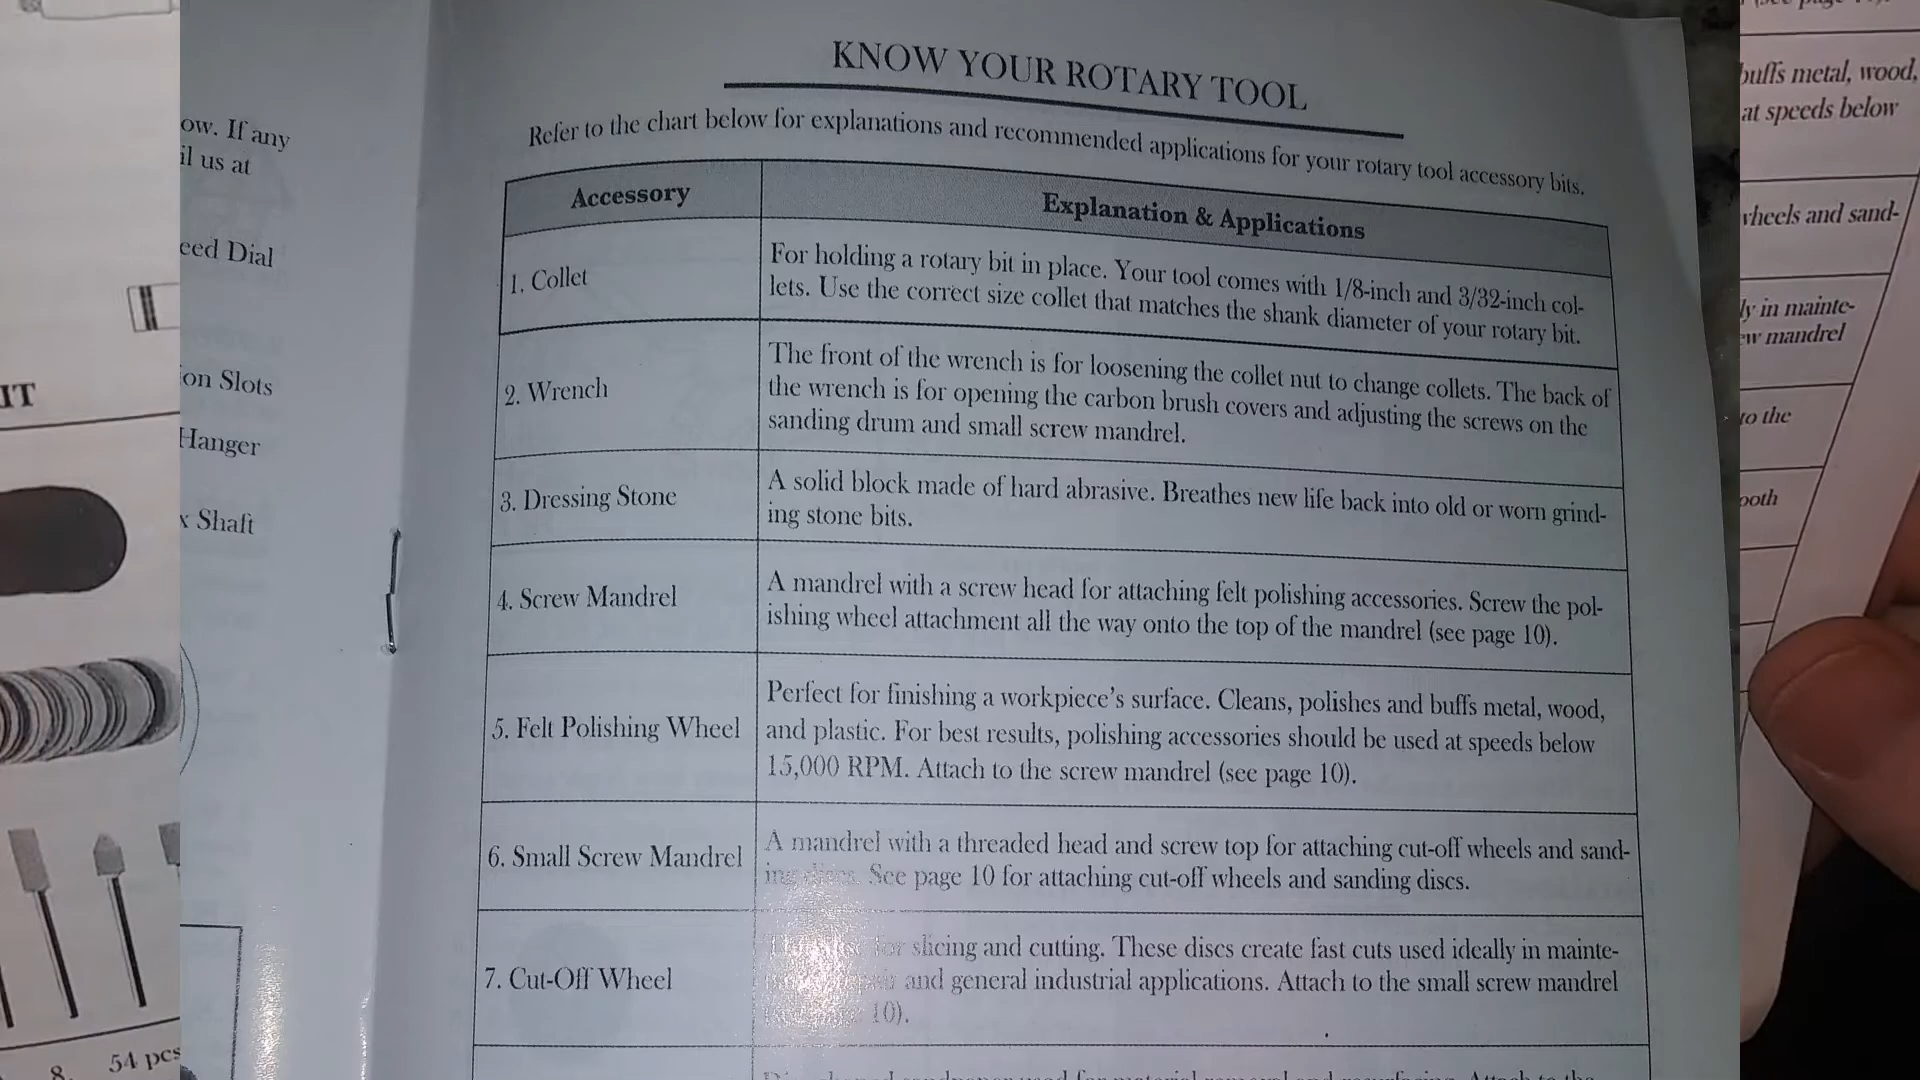 KNOW YOUR ROTARY TOOL
Refer to the chart below for explanations and recommended applications for your rotary tool accessory bits.
Accessory
Explanation & Applications
1. Collet
For holding a rotary bit in place. Your tool comes with 1/8-inch and 3/32-inch col-
lets. Use the correct size collet that matches the shank diameter of your rotary bit.
2. Wrench
The front of the wrench is for loosening the collet nut to change collets. The back of
the wrench is for opening the carbon brush covers and adjusting the screws on the
sanding drum and small screw mandrel.
3. Dressing Stone
A solid block made of hard abrasive. Breathes new life back into old or worn grind-
ing stone bits.
4. Screw Mandrel
A mandrel with a screw head for attaching felt polishing accessories. Screw the pol-
ishing wheel attachment all the way onto the top of the mandrel (see page 10).
5. Felt Polishing Wheel
Perfect for finishing a workpiece's surface. Cleans, polishes and buffs metal, wood,
and plastic. For best results, polishing accessories should be used at speeds below
15,000 RPM. Attach to the screw mandrel (see page 10).
6. Small Screw Mandrel
A mandrel with a threaded head and screw top for attaching cut-off wheels and sand-
See page 10 for attaching cut-off wheels and sanding discs.
7. Cut-Off Wheel
for slicing and cutting. These discs create fast cuts used ideally in mainte-
and general industrial applications. Attach to the small screw mandrel
10).
ow. If any
il us at
eed Dial
on Slots
Hanger
x Shaft
IT
8. 54 pcs
buffs metal, wood,
at speeds below
wheels and sand-
ly in mainte-
ew mandrel
to the
ooth